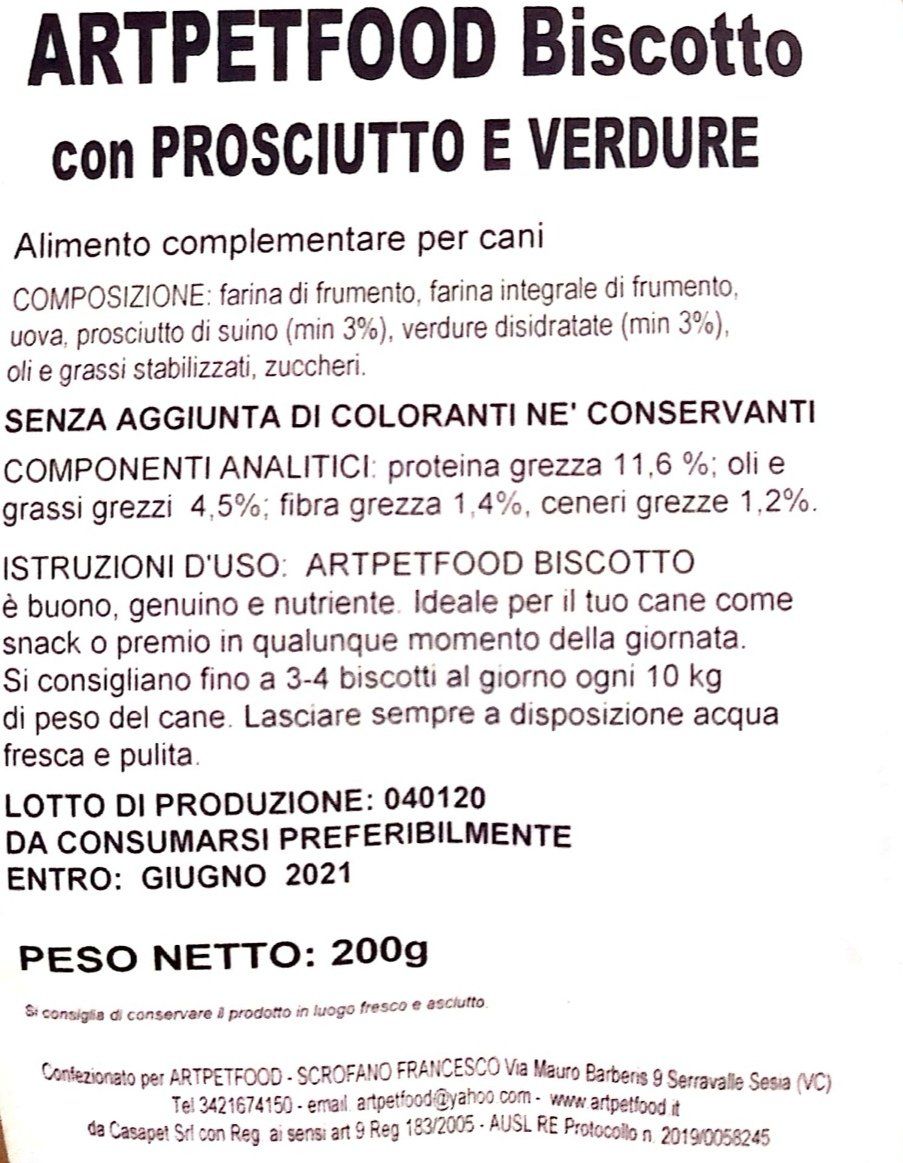 ARTPETFOOD Biscotto
con PROSCIUTTO E VERDURE
Alimento complementare per cani
COMPOSIZIONE: farina di frumento, farina integrale di frumento,
uova, prosciutto di suino (min 3%), verdure disidratate (min 3%),
oli e grassi stabilizzati, zuccheri.
SENZA AGGIUNTA DI COLORANTI NE' CONSERVANTI
COMPONENTI ANALITICI: proteina grezza 11,6 %; oli e
grassi grezzi 4,5%; fibra grezza 1,4%, ceneri grezze 1,2%.
ISTRUZIONI D'USO: ARTPETFOOD BISCOTTO
è buono, genuino e nutriente. Ideale per il tuo cane come
snack o premio in qualunque momento della giornata.
Si consigliano fino a 3-4 biscotti al giorno ogni 10 kg
di peso del cane. Lasciare sempre a disposizione acqua
fresca e pulita.
LOTTO DI PRODUZIONE: 040120
DA CONSUMARSI PREFERIBILMENTE
ENTRO: GIUGNO 2021
PESO NETTO: 200g
Si consiglia di conservare il prodotto in luogo fresco e asciutto.
Confezionato per ARTPETFOOD - SCROFANO FRANCESCO Via Mauro Barberis 9 Serravalle Sesia (VC)
Tel 3421674150 - email artpetfood@yahoo.com - www.artpetfood.it
da Casapet Srl con Reg. ai sensi art 9 Reg 183/2005 - AUSL RE Protocollo n. 2019/0058245